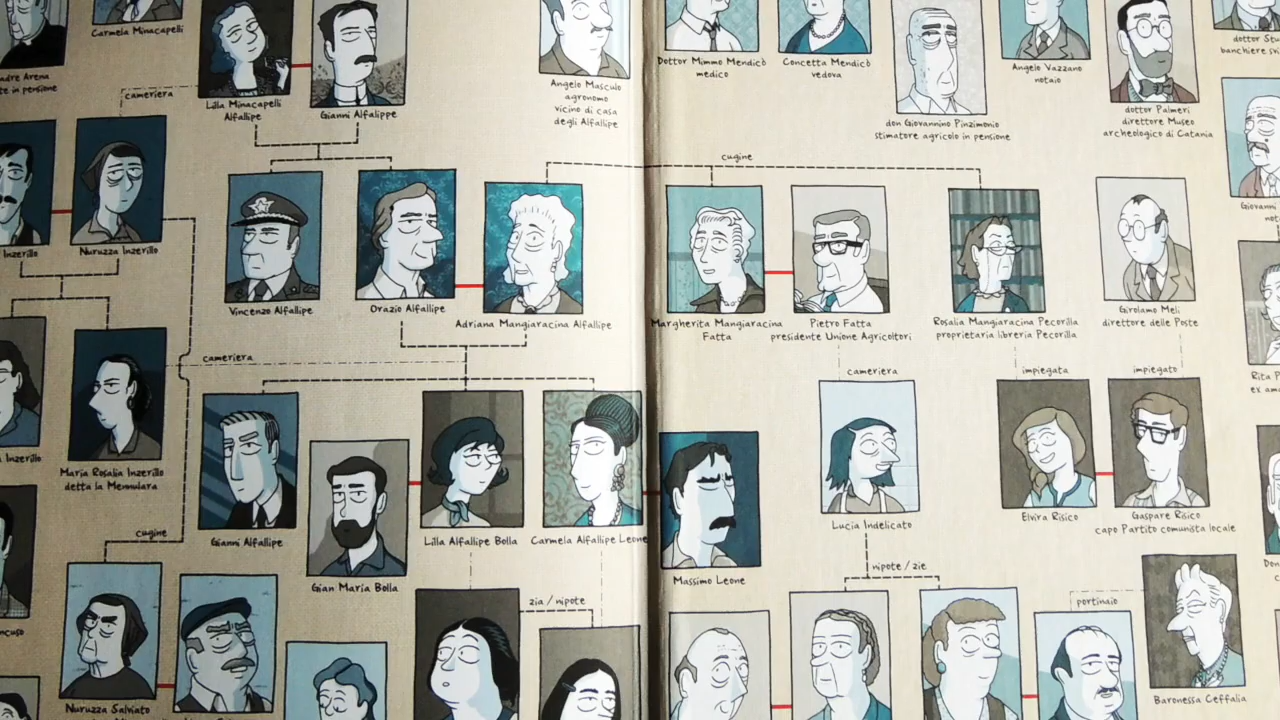 Carmela Minacapelli
te in pensione
cameriera
Lilla Minacapelli
Alfallipe
Gianni Alfallippe
Angelo Masculo
agronomo
vicino di casa
degli Alfallipe
Dottor Mimmo Mendicò
medico
Concetta Mendicò
vedova
don Giovannino Pinzimonio
stimatore agricolo in pensione
Angelo Vazzano
notaio
dottor Palmeri
direttore Museo
archeologico di Catania
dottor
banchiere
cugine
Inzerillo
Nuruzza Inzerillo
Vincenzo Alfallipe
Orazio Alfallipe
Adriana Mangiaracina Alfallipe
Margherita Mangiaracina
Fatta
Pietro Fatta
presidente Unione Agricoltori
Rosalia Mangiaracina Pecorilla
proprietaria libreria Pecorilla
Girolamo Meli
direttore delle Poste
Giovanni
cameriera
cameriera
impiegata
impiegato
Rita
Inzerillo
Maria Rosalia Inzerillo
detta la Mennulara
cugine
Gianni Alfallipe
Gian Maria Bolla
Lilla Alfallipe Bolla
Carmela Alfallipe Leone
Massimo Leone
Lucia Indelicato
Elvira Risico
Gaspare Risico
capo Partito comunista locale
nipote / zie
zia / nipote
portinaio
Baronessa Ceffalia
Nuruzza Salviato